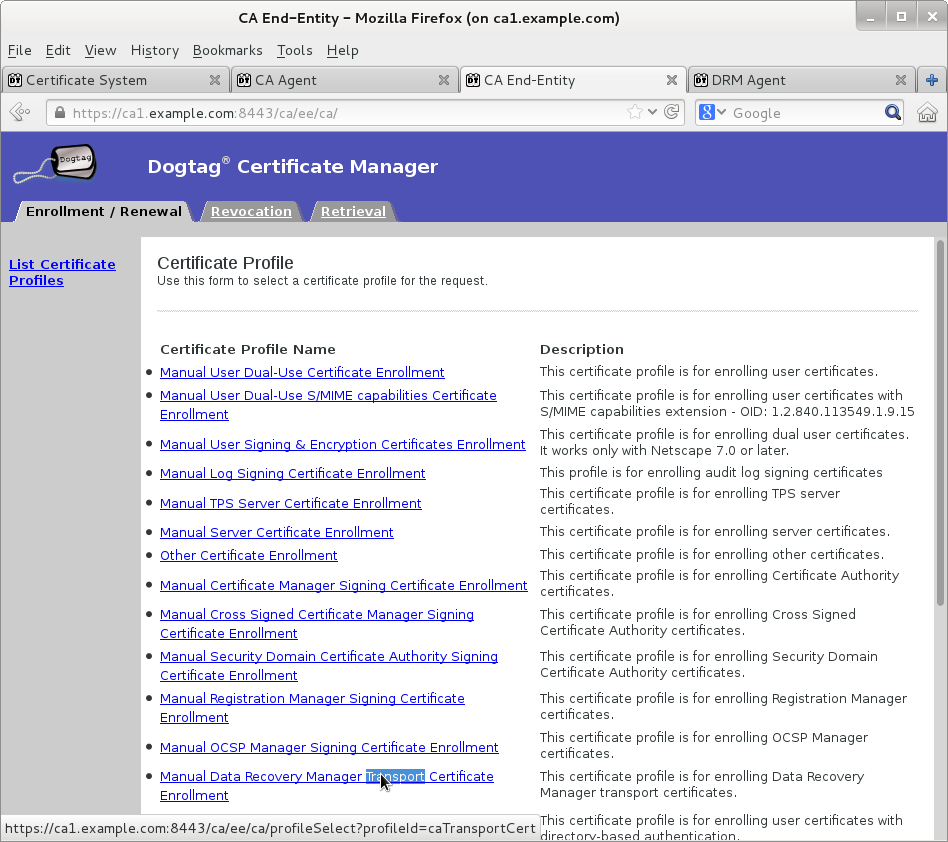 CA End-Entity - Mozilla Firefox (on ca1.example.com)
File Edit View History Bookmarks Tools Help
Certificate System
CA Agent
CA End-Entity
DRM Agent
https://ca1.example.com:8443/ca/ee/ca/
Google
Dogtag
Dogtag® Certificate Manager
Enrollment / Renewal
Revocation
Retrieval
List Certificate
Profiles
Certificate Profile
Use this form to select a certificate profile for the request.
Certificate Profile Name
Description
Manual User Dual-Use Certificate Enrollment
This certificate profile is for enrolling user certificates.
Manual User Dual-Use S/MIME capabilities Certificate
Enrollment
This certificate profile is for enrolling user certificates with
S/MIME capabilities extension - OID: 1.2.840.113549.1.9.15
Manual User Signing & Encryption Certificates Enrollment
This certificate profile is for enrolling dual user certificates.
It works only with Netscape 7.0 or later.
Manual Log Signing Certificate Enrollment
This profile is for enrolling audit log signing certificates
Manual TPS Server Certificate Enrollment
This certificate profile is for enrolling TPS server
certificates.
Manual Server Certificate Enrollment
This certificate profile is for enrolling server certificates.
Other Certificate Enrollment
This certificate profile is for enrolling other certificates.
Manual Certificate Manager Signing Certificate Enrollment
This certificate profile is for enrolling Certificate Authority
certificates.
Manual Cross Signed Certificate Manager Signing
Certificate Enrollment
This certificate profile is for enrolling Cross Signed
Certificate Authority certificates.
Manual Security Domain Certificate Authority Signing
Certificate Enrollment
This certificate profile is for enrolling Security Domain
Certificate Authority certificates.
Manual Registration Manager Signing Certificate
Enrollment
This certificate profile is for enrolling Registration Manager
certificates.
Manual OCSP Manager Signing Certificate Enrollment
This certificate profile is for enrolling OCSP Manager
certificates.
Manual Data Recovery Manager Transport Certificate
Enrollment
This certificate profile is for enrolling Data Recovery
Manager transport certificates.
This certificate profile is for enrolling user certificates with
directory-based authentication.
https://ca1.example.com:8443/ca/ee/ca/profileSelect?profileId=caTransportCert